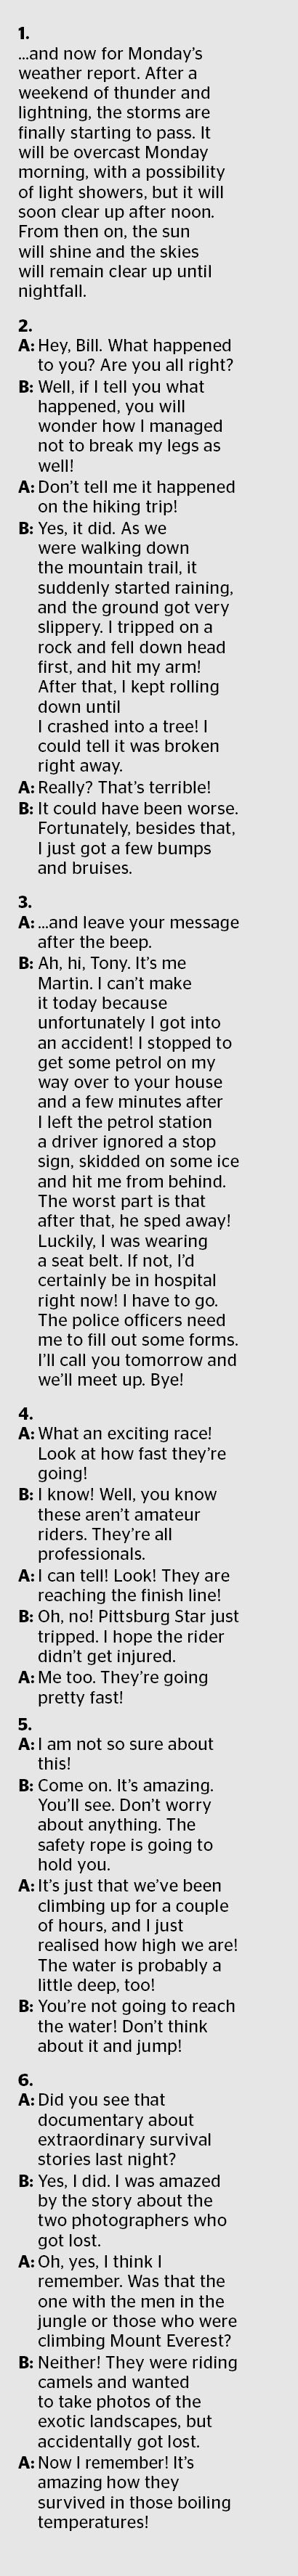 1.
...and now for Monday's
weather report. After a
weekend of thunder and
lightning, the storms are
finally starting to pass. It
will be overcast Monday
morning, with a possibility
of light showers, but it will
soon clear up after noon.
From then on, the sun
will shine and the skies
will remain clear up until
nightfall.
2.
A: Hey, Bill. What happened
to you? Are you all right?
B: Well, if I tell you what
happened, you will
wonder how I managed
not to break my legs as
well!
A: Don't tell me it happened
on the hiking trip!
B: Yes, it did. As we
were walking down
the mountain trail, it
suddenly started raining,
and the ground got very
slippery. I tripped on a
rock and fell down head
first, and hit my arm!
After that, I kept rolling
down until
I crashed into a tree! I
could tell it was broken
right away.
A: Really? That's terrible!
B: It could have been worse.
Fortunately, besides that,
I just got a few bumps
and bruises.
3.
A: ...and leave your message
after the beep.
B: Ah, hi, Tony. It's me
Martin. I can't make
it today because
unfortunately I got into
an accident! I stopped to
get some petrol on my
way over to your house
and a few minutes after
I left the petrol station
a driver ignored a stop
sign, skidded on some ice
and hit me from behind.
The worst part is that
after that, he sped away!
Luckily, I was wearing
a seat belt. If not, I'd
certainly be in hospital
right now! I have to go.
The police officers need
me to fill out some forms.
I'll call you tomorrow and
we'll meet up. Bye!
4.
A: What an exciting race!
Look at how fast they're
going!
B: I know! Well, you know
these aren't amateur
riders. They're all
professionals.
A: I can tell! Look! They are
reaching the finish line!
B: Oh, no! Pittsburg Star just
tripped. I hope the rider
didn't get injured.
A: Me too. They're going
pretty fast!
5.
A: I am not so sure about
this!
B: Come on. It's amazing.
You'll see. Don't worry
about anything. The
safety rope is going to
hold you.
A: It's just that we've been
climbing up for a couple
of hours, and I just
realised how high we are!
The water is probably a
little deep, too!
B: You're not going to reach
the water! Don't think
about it and jump!
6.
A: Did you see that
documentary about
extraordinary survival
stories last night?
B: Yes, I did. I was amazed
by the story about the
two photographers who
got lost.
A: Oh, yes, I think I
remember. Was that the
one with the men in the
jungle or those who were
climbing Mount Everest?
B: Neither! They were riding
camels and wanted
to take photos of the
exotic landscapes, but
accidentally got lost.
A: Now I remember! It's
amazing how they
survived in those boiling
temperatures!